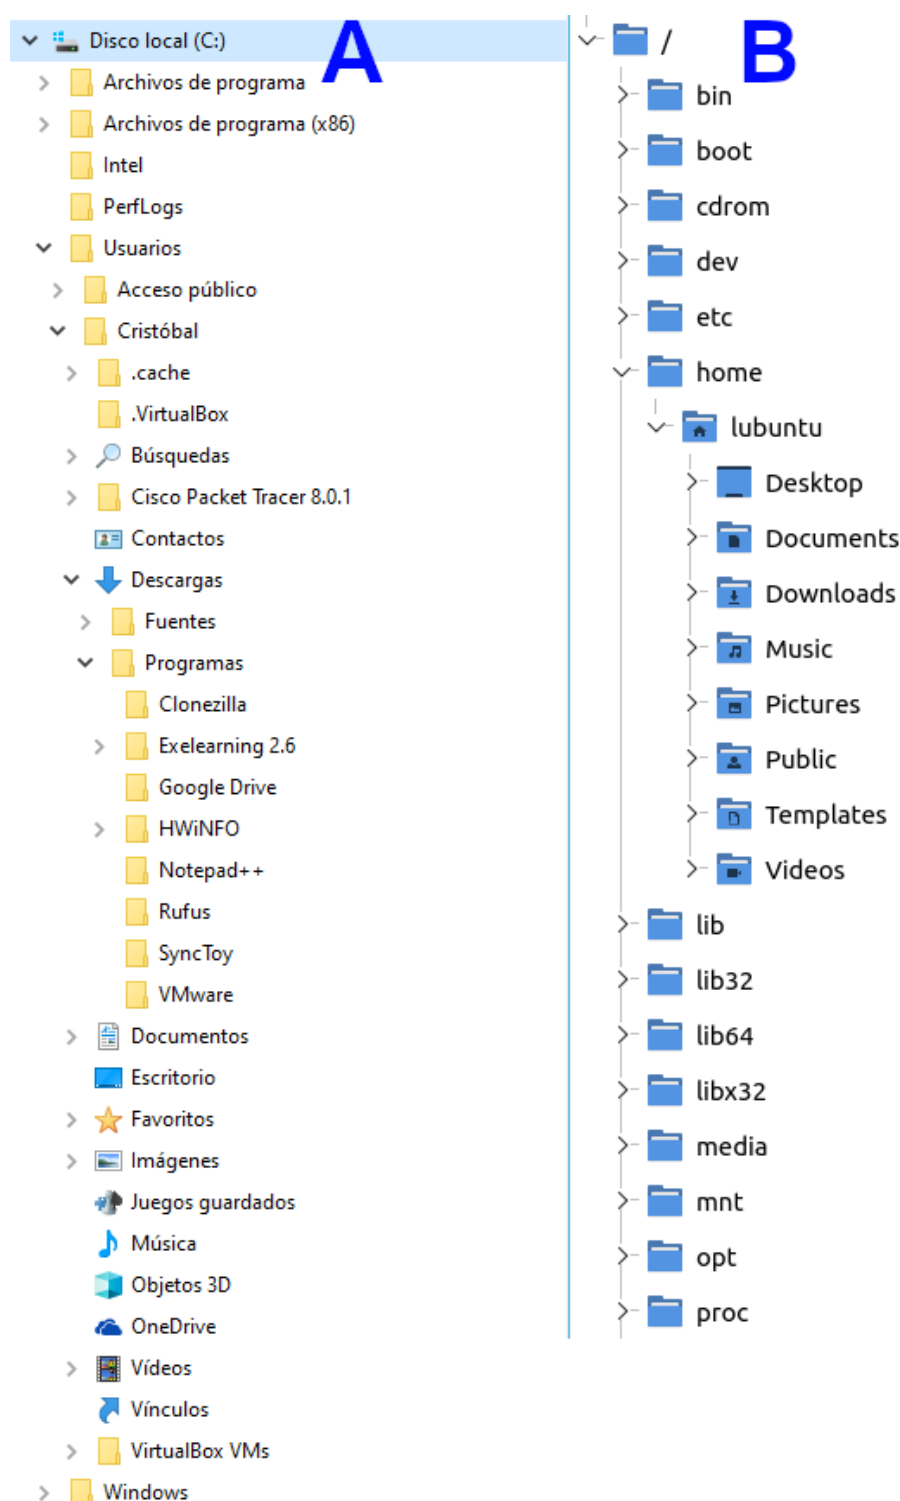 A
Disco local (C:)
Archivos de programa
Archivos de programa (x86)
Intel
PerfLogs
Usuarios
Acceso público
Cristóbal
.cache
.VirtualBox
Búsquedas
Cisco Packet Tracer 8.0.1
Contactos
Descargas
Fuentes
Programas
Clonezilla
Exelearning 2.6
Google Drive
HWiNFO
Notepad++
Rufus
SyncToy
VMware
Documentos
Escritorio
Favoritos
Imágenes
Juegos guardados
Música
Objetos 3D
OneDrive
Vídeos
Vínculos
VirtualBox VMs
Windows
B
/
bin
boot
cdrom
dev
etc
home
lubuntu
Desktop
Documents
Downloads
Music
Pictures
Public
Templates
Videos
lib
lib32
lib64
libx32
media
mnt
opt
proc